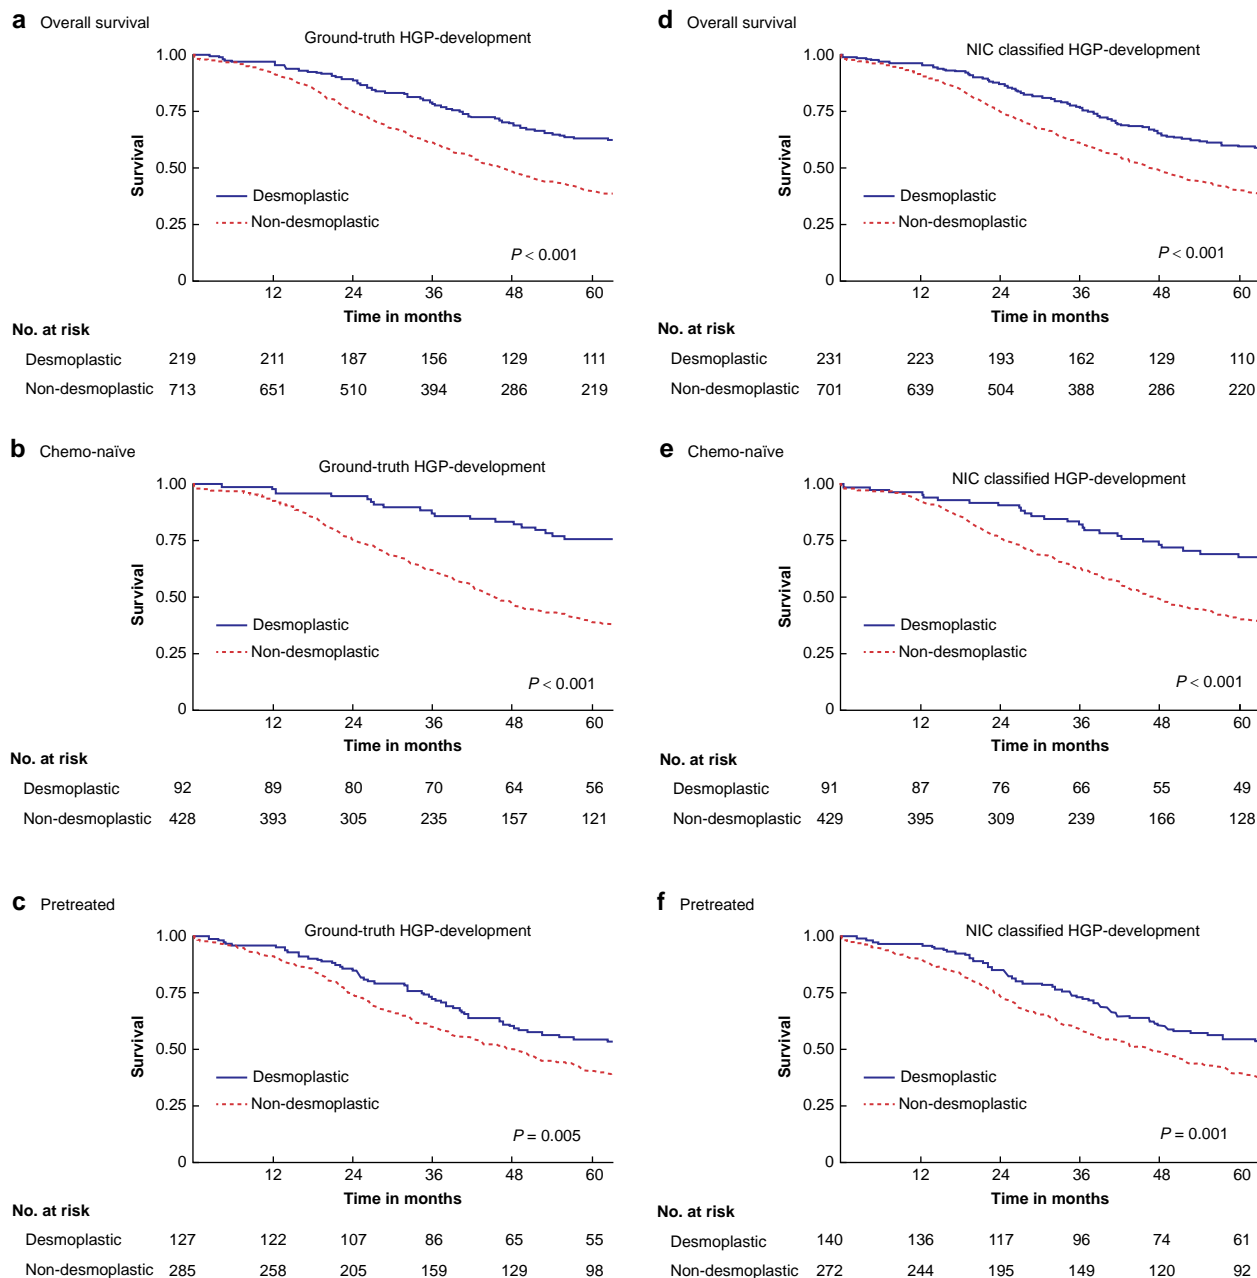 a Overall survival
Ground-truth HGP-development
1.00
0.75
0.50
0.25
0
Survival
Desmoplastic
Non-desmoplastic
P < 0.001
12 24 36 48 60
Time in months
No. at risk
Desmoplastic 219 211 187 156 129 111
Non-desmoplastic 713 651 510 394 286 219
d Overall survival
NIC classified HGP-development
1.00
0.75
0.50
0.25
0
Survival
Desmoplastic
Non-desmoplastic
P < 0.001
12 24 36 48 60
Time in months
No. at risk
Desmoplastic 231 223 193 162 129 110
Non-desmoplastic 701 639 504 388 286 220
b Chemo-naïve
Ground-truth HGP-development
1.00
0.75
0.50
0.25
0
Survival
Desmoplastic
Non-desmoplastic
P < 0.001
12 24 36 48 60
Time in months
No. at risk
Desmoplastic 92 89 80 70 64 56
Non-desmoplastic 428 393 305 235 157 121
e Chemo-naïve
NIC classified HGP-development
1.00
0.75
0.50
0.25
0
Survival
Desmoplastic
Non-desmoplastic
P < 0.001
12 24 36 48 60
Time in months
No. at risk
Desmoplastic 91 87 76 66 55 49
Non-desmoplastic 429 395 309 239 166 128
c Pretreated
Ground-truth HGP-development
1.00
0.75
0.50
0.25
0
Survival
Desmoplastic
Non-desmoplastic
P = 0.005
12 24 36 48 60
Time in months
No. at risk
Desmoplastic 127 122 107 86 65 55
Non-desmoplastic 285 258 205 159 129 98
f Pretreated
NIC classified HGP-development
1.00
0.75
0.50
0.25
0
Survival
Desmoplastic
Non-desmoplastic
P = 0.001
12 24 36 48 60
Time in months
No. at risk
Desmoplastic 140 136 117 96 74 61
Non-desmoplastic 272 244 195 149 120 92